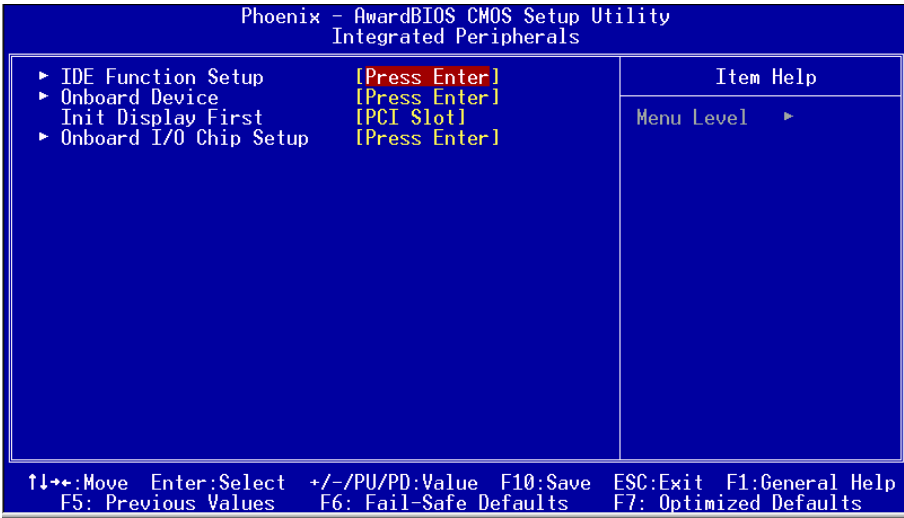 Phoenix - AwardBIOS CMOS Setup Utility
Integrated Peripherals
► IDE Function Setup [Press Enter]
► Onboard Device [Press Enter]
Init Display First [PCI Slot]
► Onboard I/O Chip Setup [Press Enter]
Item Help
Menu Level ►
↑↓→←:Move Enter:Select +/-/PU/PD:Value F10:Save ESC:Exit F1:General Help
F5: Previous Values F6: Fail-Safe Defaults F7: Optimized Defaults